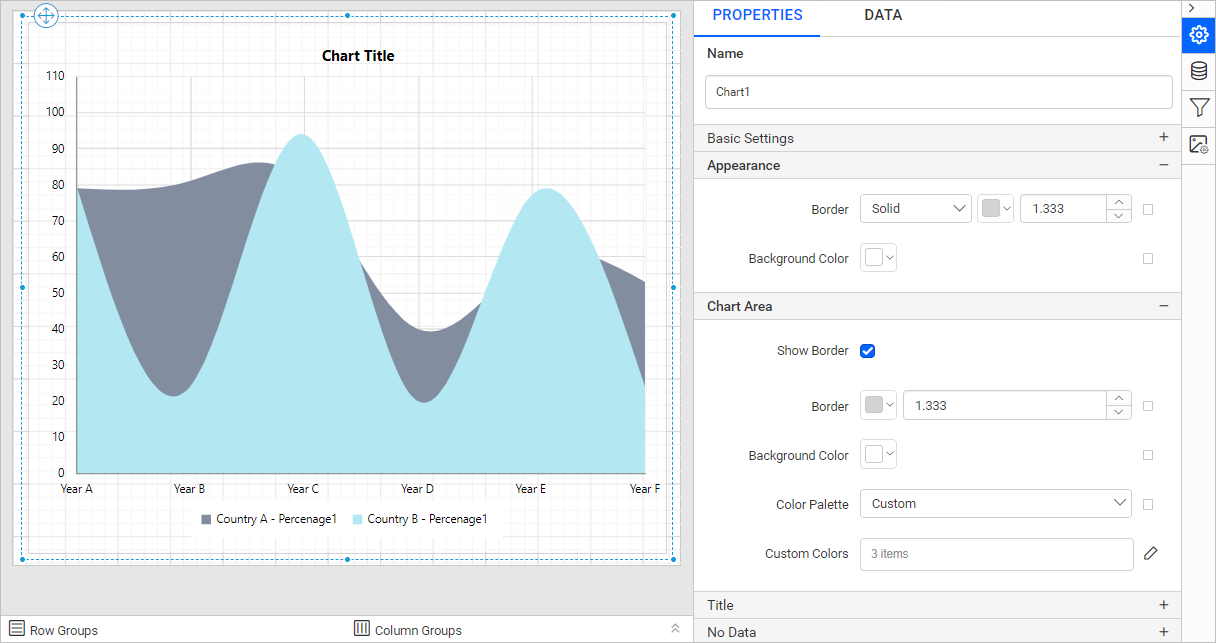 Chart Title
110
100
90
80
70
60
50
40
30
20
10
0
Year A Year B Year C Year D Year E Year F
Country A - Percenage1 Country B - Percenage1
Row Groups Column Groups
PROPERTIES DATA
Name
Chart1
Basic Settings
Appearance
Border Solid 1.333
Background Color
Chart Area
Show Border
Border 1.333
Background Color
Color Palette Custom
Custom Colors 3 items
Title
No Data